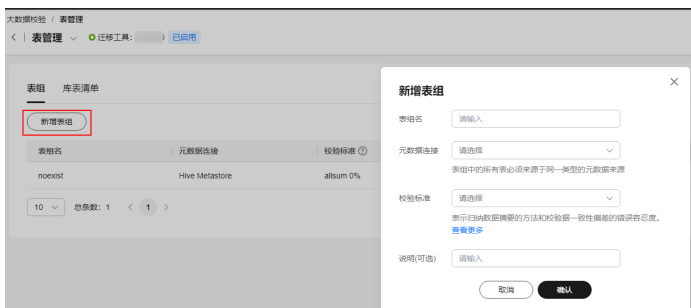 大数据校验 / 表管理
表管理 迁移工具: ) 已启用
表组 库表清单
新增表组
表组名 元数据连接 校验标准
noexist Hive Metastore allsum 0%
10 总条数: 1 < 1 >
新增表组
表组名 请输入
元数据连接 请选择
表组中的所有表必须来源于同一类型的元数据来源
校验标准 请选择
表示归纳数据摘要的方法和校验据一致性偏差的错误容忍度。
查看更多
说明(可选) 请输入
取消 确认